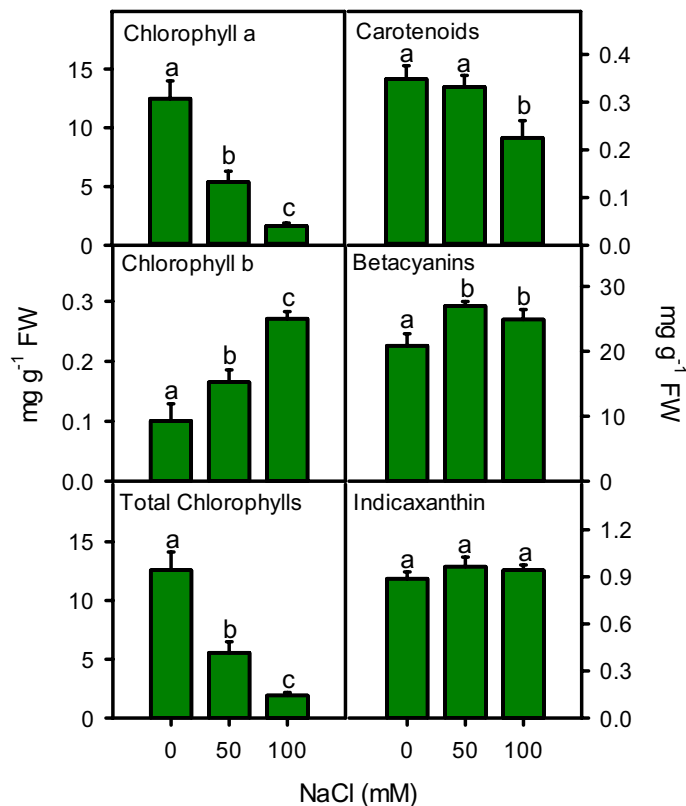 Chlorophyll a
Carotenoids
15
10
5
0
a
b
c
a
a
b
0.4
0.3
0.2
0.1
0.0
Chlorophyll b
Betacyanins
0.3
0.2
0.1
0.0
a
b
c
a
b
b
30
20
10
0
mg g⁻¹ FW
mg g⁻¹ FW
Total Chlorophylls
Indicaxanthin
15
10
5
0
a
b
c
a
a
a
1.2
0.9
0.6
0.3
0.0
0 50 100
0 50 100
NaCl (mM)